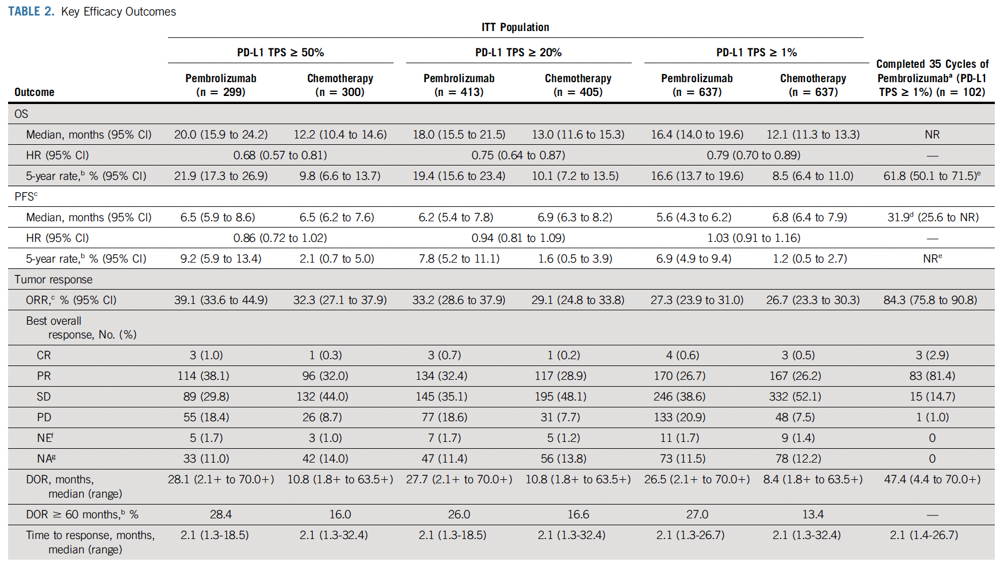 TABLE 2. Key Efficacy Outcomes
ITT Population
PD-L1 TPS ≥ 50% PD-L1 TPS ≥ 20% PD-L1 TPS ≥ 1%
Completed 35 Cycles of
Pembrolizumabᵃ (PD-L1
TPS ≥ 1%) (n = 102)
Pembrolizumab Chemotherapy Pembrolizumab Chemotherapy Pembrolizumab Chemotherapy
Outcome (n = 299) (n = 300) (n = 413) (n = 405) (n = 637) (n = 637)
OS
Median, months (95% CI) 20.0 (15.9 to 24.2) 12.2 (10.4 to 14.6) 18.0 (15.5 to 21.5) 13.0 (11.6 to 15.3) 16.4 (14.0 to 19.6) 12.1 (11.3 to 13.3) NR
HR (95% CI) 0.68 (0.57 to 0.81) 0.75 (0.64 to 0.87) 0.79 (0.70 to 0.89) —
5-year rate,ᵇ % (95% CI) 21.9 (17.3 to 26.9) 9.8 (6.6 to 13.7) 19.4 (15.6 to 23.4) 10.1 (7.2 to 13.5) 16.6 (13.7 to 19.6) 8.5 (6.4 to 11.0) 61.8 (50.1 to 71.5)ᵉ
PFSᶜ
Median, months (95% CI) 6.5 (5.9 to 8.6) 6.5 (6.2 to 7.6) 6.2 (5.4 to 7.8) 6.9 (6.3 to 8.2) 5.6 (4.3 to 6.2) 6.8 (6.4 to 7.9) 31.9ᵈ (25.6 to NR)
HR (95% CI) 0.86 (0.72 to 1.02) 0.94 (0.81 to 1.09) 1.03 (0.91 to 1.16) —
5-year rate,ᵇ % (95% CI) 9.2 (5.9 to 13.4) 2.1 (0.7 to 5.0) 7.8 (5.2 to 11.1) 1.6 (0.5 to 3.9) 6.9 (4.9 to 9.4) 1.2 (0.5 to 2.7) NRᵉ
Tumor response
ORR,ᶜ % (95% CI) 39.1 (33.6 to 44.9) 32.3 (27.1 to 37.9) 33.2 (28.6 to 37.9) 29.1 (24.8 to 33.8) 27.3 (23.9 to 31.0) 26.7 (23.3 to 30.3) 84.3 (75.8 to 90.8)
Best overall
response, No. (%)
CR 3 (1.0) 1 (0.3) 3 (0.7) 1 (0.2) 4 (0.6) 3 (0.5) 3 (2.9)
PR 114 (38.1) 96 (32.0) 134 (32.4) 117 (28.9) 170 (26.7) 167 (26.2) 83 (81.4)
SD 89 (29.8) 132 (44.0) 145 (35.1) 195 (48.1) 246 (38.6) 332 (52.1) 15 (14.7)
PD 55 (18.4) 26 (8.7) 77 (18.6) 31 (7.7) 133 (20.9) 48 (7.5) 1 (1.0)
NEᶠ 5 (1.7) 3 (1.0) 7 (1.7) 5 (1.2) 11 (1.7) 9 (1.4) 0
NAᵍ 33 (11.0) 42 (14.0) 47 (11.4) 56 (13.8) 73 (11.5) 78 (12.2) 0
DOR, months, 28.1 (2.1+ to 70.0+) 10.8 (1.8+ to 63.5+) 27.7 (2.1+ to 70.0+) 10.8 (1.8+ to 63.5+) 26.5 (2.1+ to 70.0+) 8.4 (1.8+ to 63.5+) 47.4 (4.4 to 70.0+)
median (range)
DOR ≥ 60 months,ᵇ % 28.4 16.0 26.0 16.6 27.0 13.4 —
Time to response, months, 2.1 (1.3-18.5) 2.1 (1.3-32.4) 2.1 (1.3-18.5) 2.1 (1.3-32.4) 2.1 (1.3-26.7) 2.1 (1.3-32.4) 2.1 (1.4-26.7)
median (range)